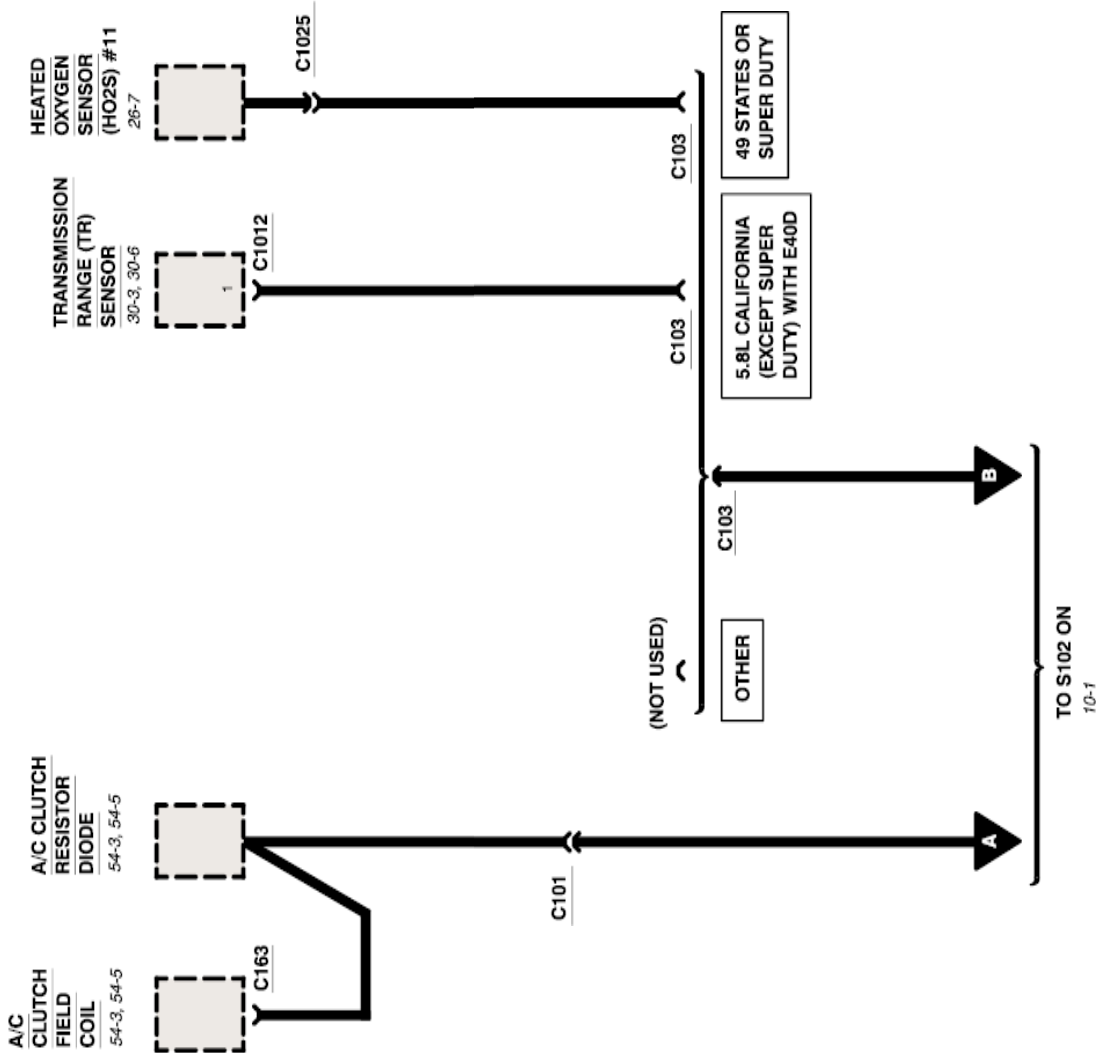 A/C
CLUTCH
FIELD
COIL
54-3, 54-5
C163
A/C CLUTCH
RESISTOR
DIODE
54-3, 54-5
C101
A
TRANSMISSION
RANGE (TR)
SENSOR
30-3, 30-6
1
C1012
C103
HEATED
OXYGEN
SENSOR
(HO2S) #11
26-7
C1025
C103
(NOT USED)
OTHER
5.8L CALIFORNIA
(EXCEPT SUPER
DUTY) WITH E40D
49 STATES OR
SUPER DUTY
C103
B
TO S102 ON
10-1